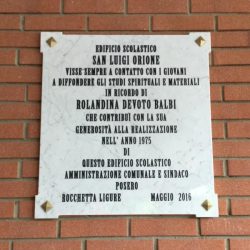 EDIFICIO SCOLASTICO
SAN LUIGI ORIONE
VISSE SEMPRE A CONTATTO CON I GIOVANI
A DIFFONDERE GLI STUDI SPIRITUALI E MATERIALI
IN RICORDO DI
ROLANDINA DEVOTO BALBI
CHE CONTRIBUÌ CON LA SUA
GENEROSITÀ ALLA REALIZZAZIONE
NELL' ANNO 1975
DI
QUESTO EDIFICIO SCOLASTICO
AMMINISTRAZIONE COMUNALE E SINDACO
POSERO
ROCCHETTA LIGURE MAGGIO 2016